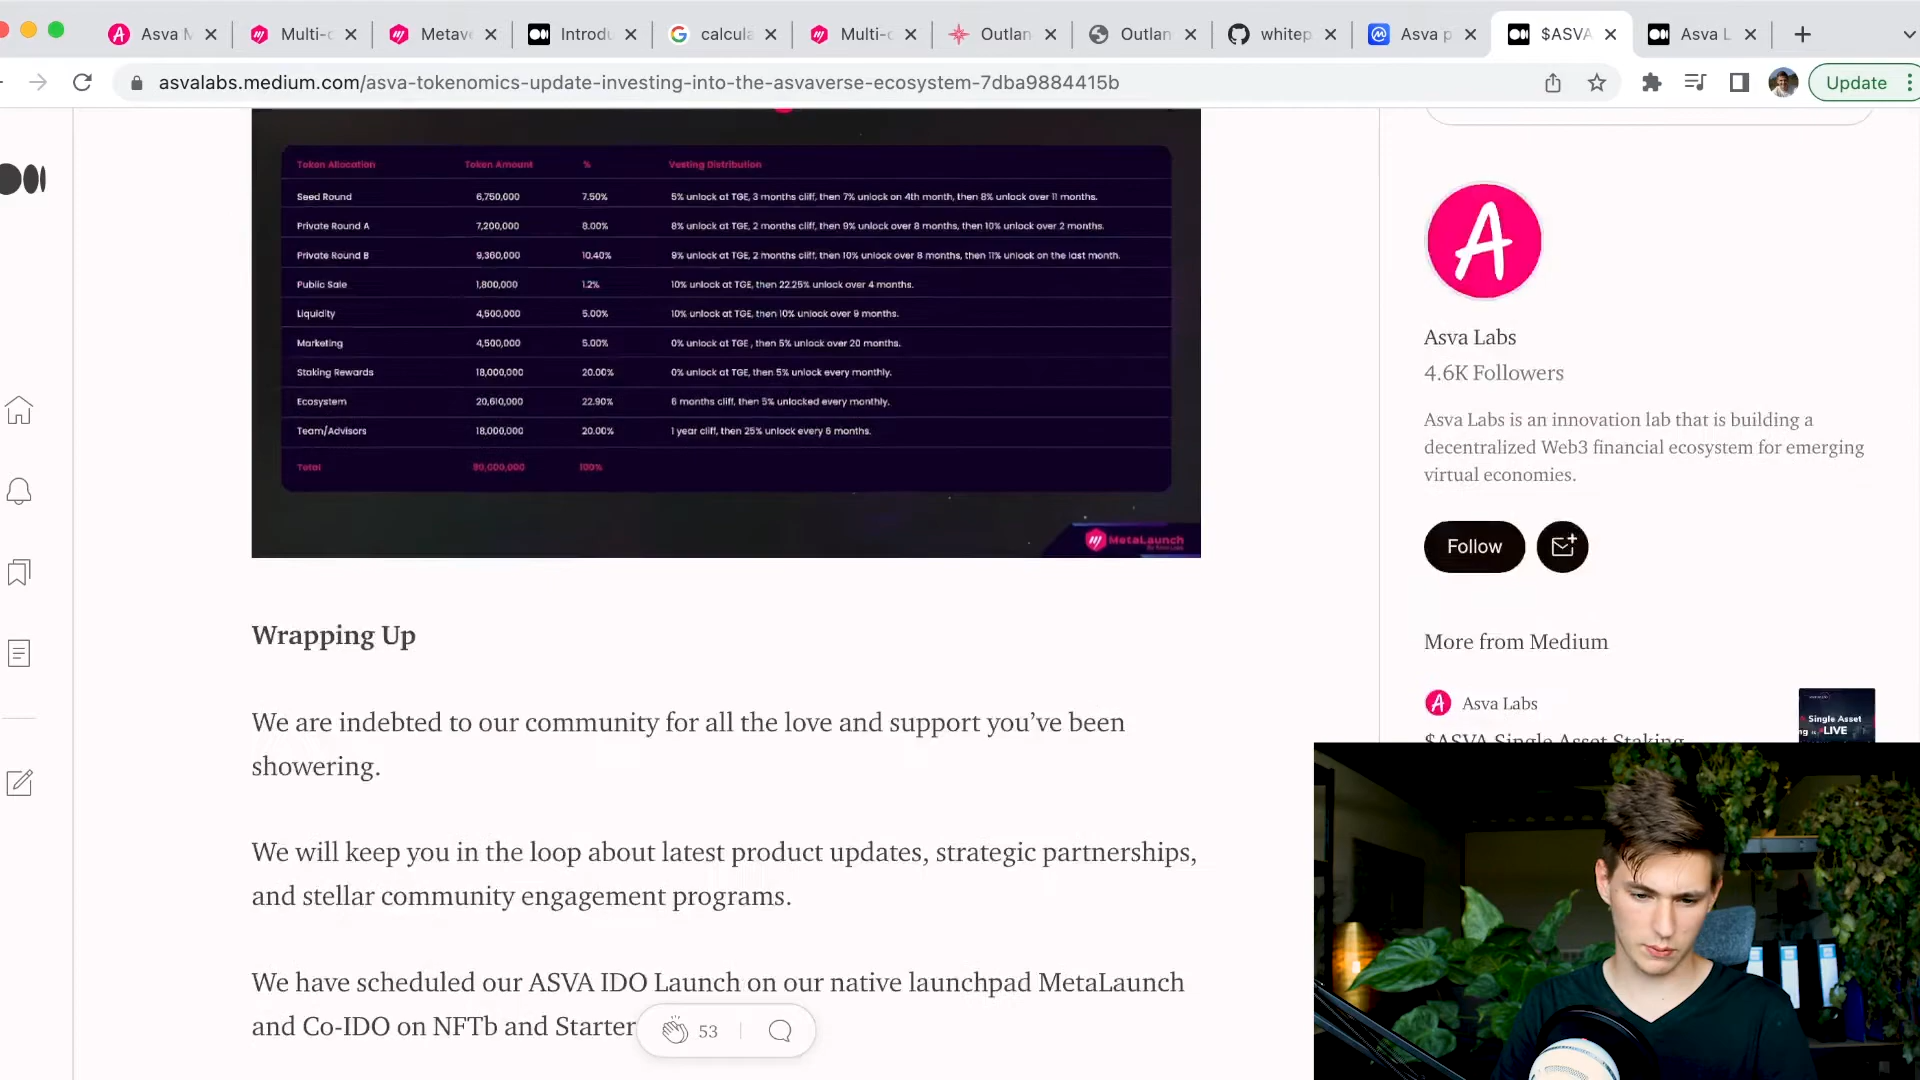 Asva M
Multi-c
Metave
Introdu
calcula
Multi-c
Outlan
Outlan
whitep
Asva p
$ASVA
Asva L
asvalabs.medium.com/asva-tokenomics-update-investing-into-the-asvaverse-ecosystem-7dba9884415b
Update
Token Allocation Token Amount % Vesting Distribution
Seed Round 6,750,000 7.50% 5% unlock at TGE, 3 months cliff, then 7% unlock on 4th month, then 8% unlock over 11 months.
Private Round A 7,200,000 8.00% 8% unlock at TGE, 2 months cliff, then 9% unlock over 8 months, then 10% unlock over 2 months.
Private Round B 9,360,000 10.40% 9% unlock at TGE, 2 months cliff, then 10% unlock over 8 months, then 11% unlock on the last month.
Public Sale 1,800,000 1.2% 10% unlock at TGE, then 22.25% unlock over 4 months.
Liquidity 4,500,000 5.00% 10% unlock at TGE, then 10% unlock over 9 months.
Marketing 4,500,000 5.00% 0% unlock at TGE , then 5% unlock over 20 months.
Staking Rewards 18,000,000 20.00% 0% unlock at TGE, then 5% unlock every monthly.
Ecosystem 20,610,000 22.90% 6 months cliff, then 5% unlocked every monthly.
Team/Advisors 18,000,000 20.00% 1 year cliff, then 25% unlock every 6 months.
Total 90,000,000 100%
MetaLaunch
Wrapping Up
We are indebted to our community for all the love and support you’ve been
showering.
We will keep you in the loop about latest product updates, strategic partnerships,
and stellar community engagement programs.
We have scheduled our ASVA IDO Launch on our native launchpad MetaLaunch
and Co-IDO on NFTb and Starter
53
A
Asva Labs
4.6K Followers
Asva Labs is an innovation lab that is building a
decentralized Web3 financial ecosystem for emerging
virtual economies.
Follow
More from Medium
A Asva Labs
$ASVA Single Asset Staking
Single Asset
LIVE